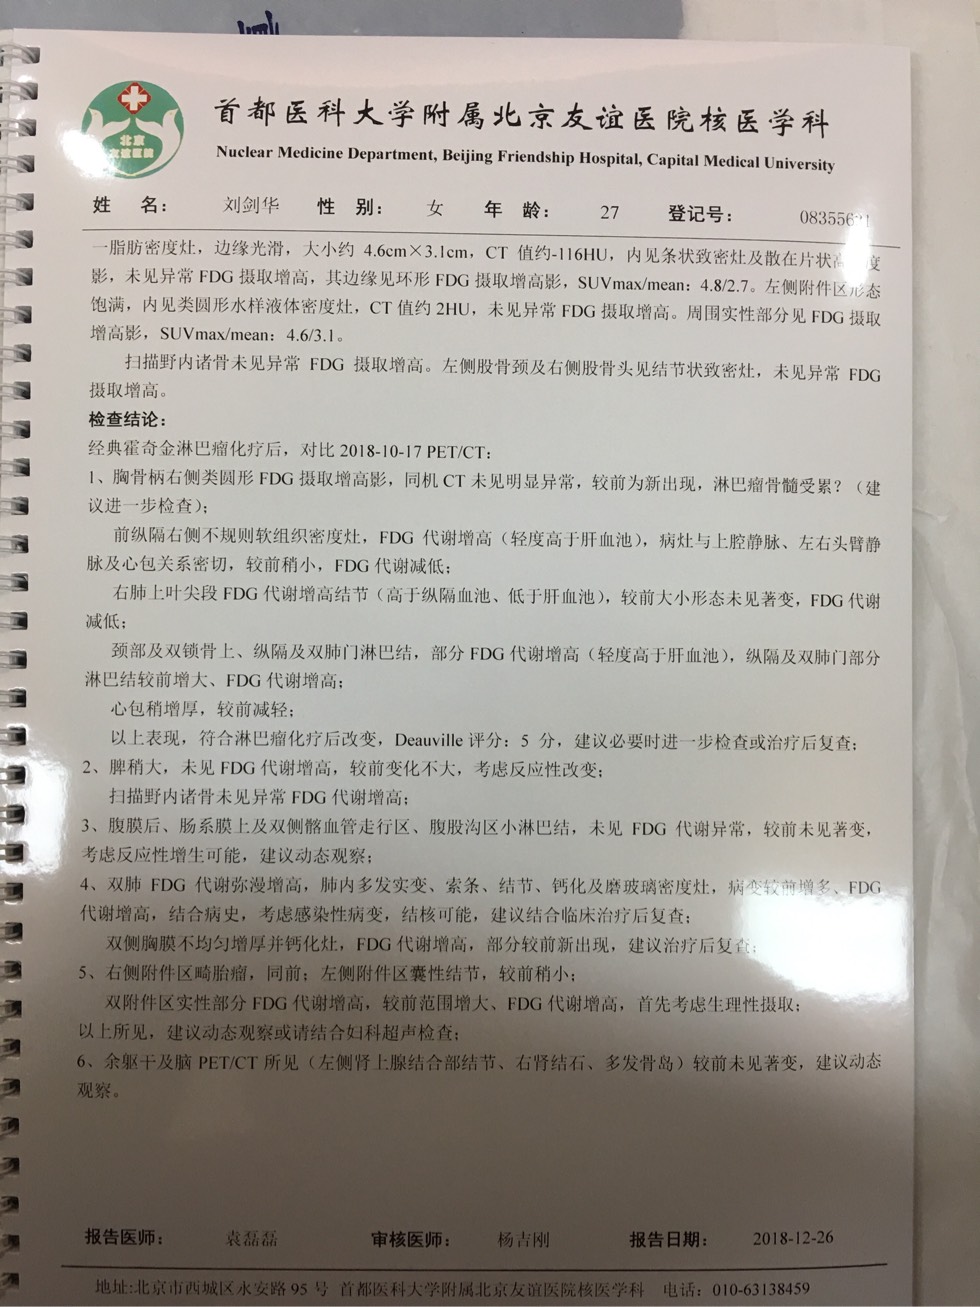 北京
友谊医院
首都医科大学附属北京友谊医院核医学科
Nuclear Medicine Department, Beijing Friendship Hospital, Capital Medical University
姓 名: 刘剑华 性 别: 女 年 龄: 27 登记号: 083556
一脂肪密度灶，边缘光滑，大小约 4.6cm×3.1cm，CT 值约-116HU，内见条状致密灶及散在片状高密度
影，未见异常 FDG 摄取增高，其边缘见环形 FDG 摄取增高影，SUVmax/mean: 4.8/2.7。左侧附件区形态
饱满，内见类圆形水样液体密度灶，CT 值约 2HU，未见异常 FDG 摄取增高。周围实性部分见 FDG 摄取
增高影，SUVmax/mean: 4.6/3.1。
扫描野内诸骨未见异常 FDG 摄取增高。左侧股骨颈及右侧股骨头见结节状致密灶，未见异常 FDG
摄取增高。
检查结论:
经典霍奇金淋巴瘤化疗后，对比 2018-10-17 PET/CT:
1、胸骨柄右侧类圆形 FDG 摄取增高影，同机 CT 未见明显异常，较前为新出现，淋巴瘤骨髓受累？（建
议进一步检查）;
前纵隔右侧不规则软组织密度灶，FDG 代谢增高（轻度高于肝血池），病灶与上腔静脉、左右头臂静
脉及心包关系密切，较前稍小，FDG 代谢减低;
右肺上叶尖段 FDG 代谢增高结节（高于纵隔血池、低于肝血池），较前大小形态未见著变，FDG 代谢
减低;
颈部及双锁骨上、纵隔及双肺门淋巴结，部分 FDG 代谢增高（轻度高于肝血池），纵隔及双肺门部分
淋巴结较前增大、FDG 代谢增高;
心包稍增厚，较前减轻;
以上表现，符合淋巴瘤化疗后改变，Deauville 评分: 5 分，建议必要时进一步检查或治疗后复查;
2、脾稍大，未见 FDG 代谢增高，较前变化不大，考虑反应性改变;
扫描野内诸骨未见异常 FDG 代谢增高;
3、腹膜后、肠系膜上及双侧髂血管走行区、腹股沟区小淋巴结，未见 FDG 代谢异常，较前未见著变，
考虑反应性增生可能，建议动态观察;
4、双肺 FDG 代谢弥漫增高，肺内多发实变、索条、结节、钙化及磨玻璃密度灶，病变较前增多、FDG
代谢增高，结合病史，考虑感染性病变，结核可能，建议结合临床治疗后复查;
双侧胸膜不均匀增厚并钙化灶，FDG 代谢增高，部分较前新出现，建议治疗后复查;
5、右侧附件区畸胎瘤，同前；左侧附件区囊性结节，较前稍小;
双附件区实性部分 FDG 代谢增高，较前范围增大、FDG 代谢增高，首先考虑生理性摄取;
以上所见，建议动态观察或请结合妇科超声检查;
6、余躯干及脑 PET/CT 所见（左侧肾上腺结合部结节、右肾结石、多发骨岛）较前未见著变，建议动态
观察。
报告医师: 袁磊磊 审核医师: 杨吉刚 报告日期: 2018-12-26
地址:北京市西城区永安路 95 号 首都医科大学附属北京友谊医院核医学科 电话: 010-63138459